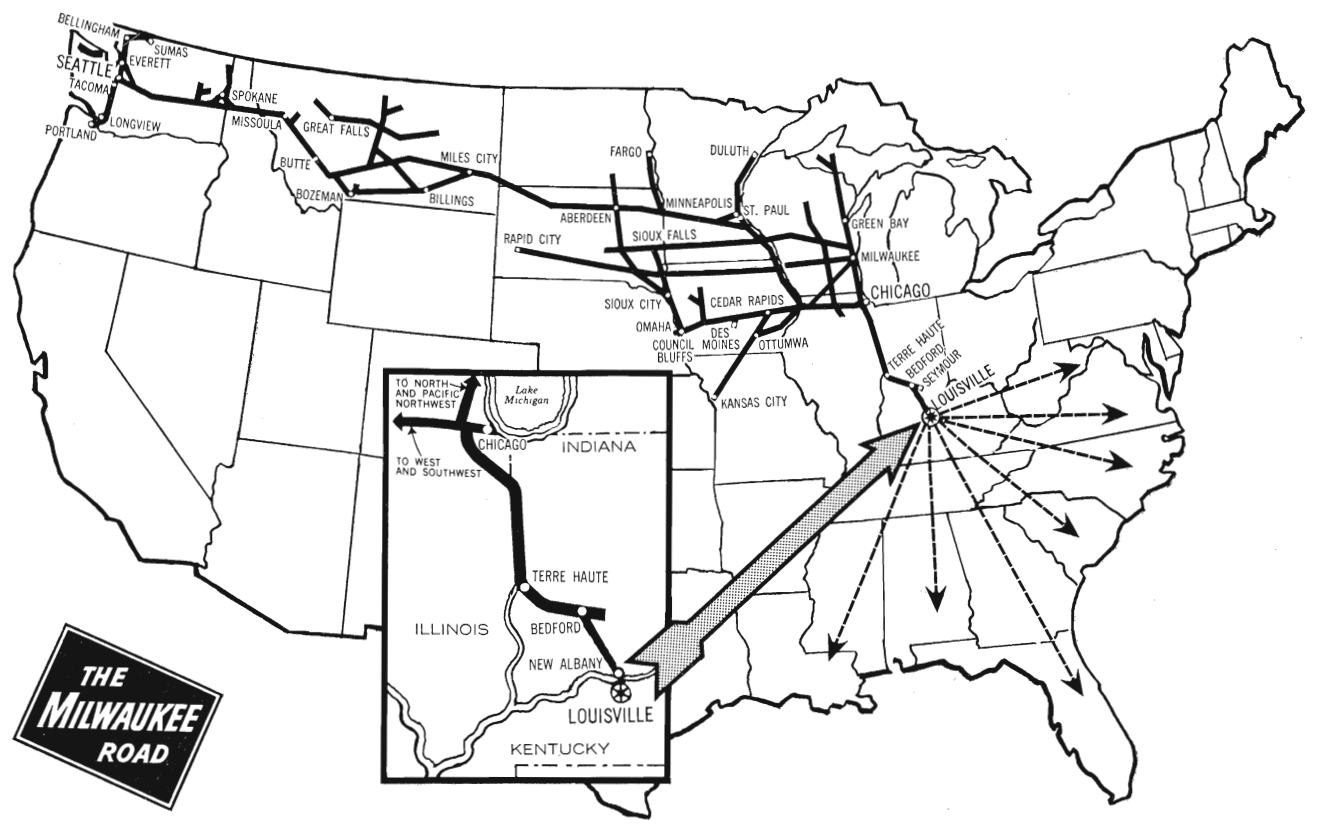 BELLINGHAM
SUMAS
SEATTLE
EVERETT
TACOMA
SPOKANE
LONGVIEW
PORTLAND
MISSOULA
GREAT FALLS
BUTTE
MILES CITY
BOZEMAN
BILLINGS
FARGO
DULUTH
ABERDEEN
MINNEAPOLIS
ST. PAUL
RAPID CITY
SIOUX FALLS
GREEN BAY
MILWAUKEE
SIOUX CITY
CEDAR RAPIDS
CHICAGO
OMAHA
DES
MOINES
COUNCIL
BLUFFS
OTTUMWA
KANSAS CITY
TERRE HAUTE
BEDFORD
SEYMOUR
LOUISVILLE
TO NORTH
AND PACIFIC
NORTHWEST
Lake
Michigan
CHICAGO
INDIANA
TO WEST
AND SOUTHWEST
TERRE HAUTE
ILLINOIS
BEDFORD
NEW ALBANY
LOUISVILLE
KENTUCKY
THE
MILWAUKEE
ROAD